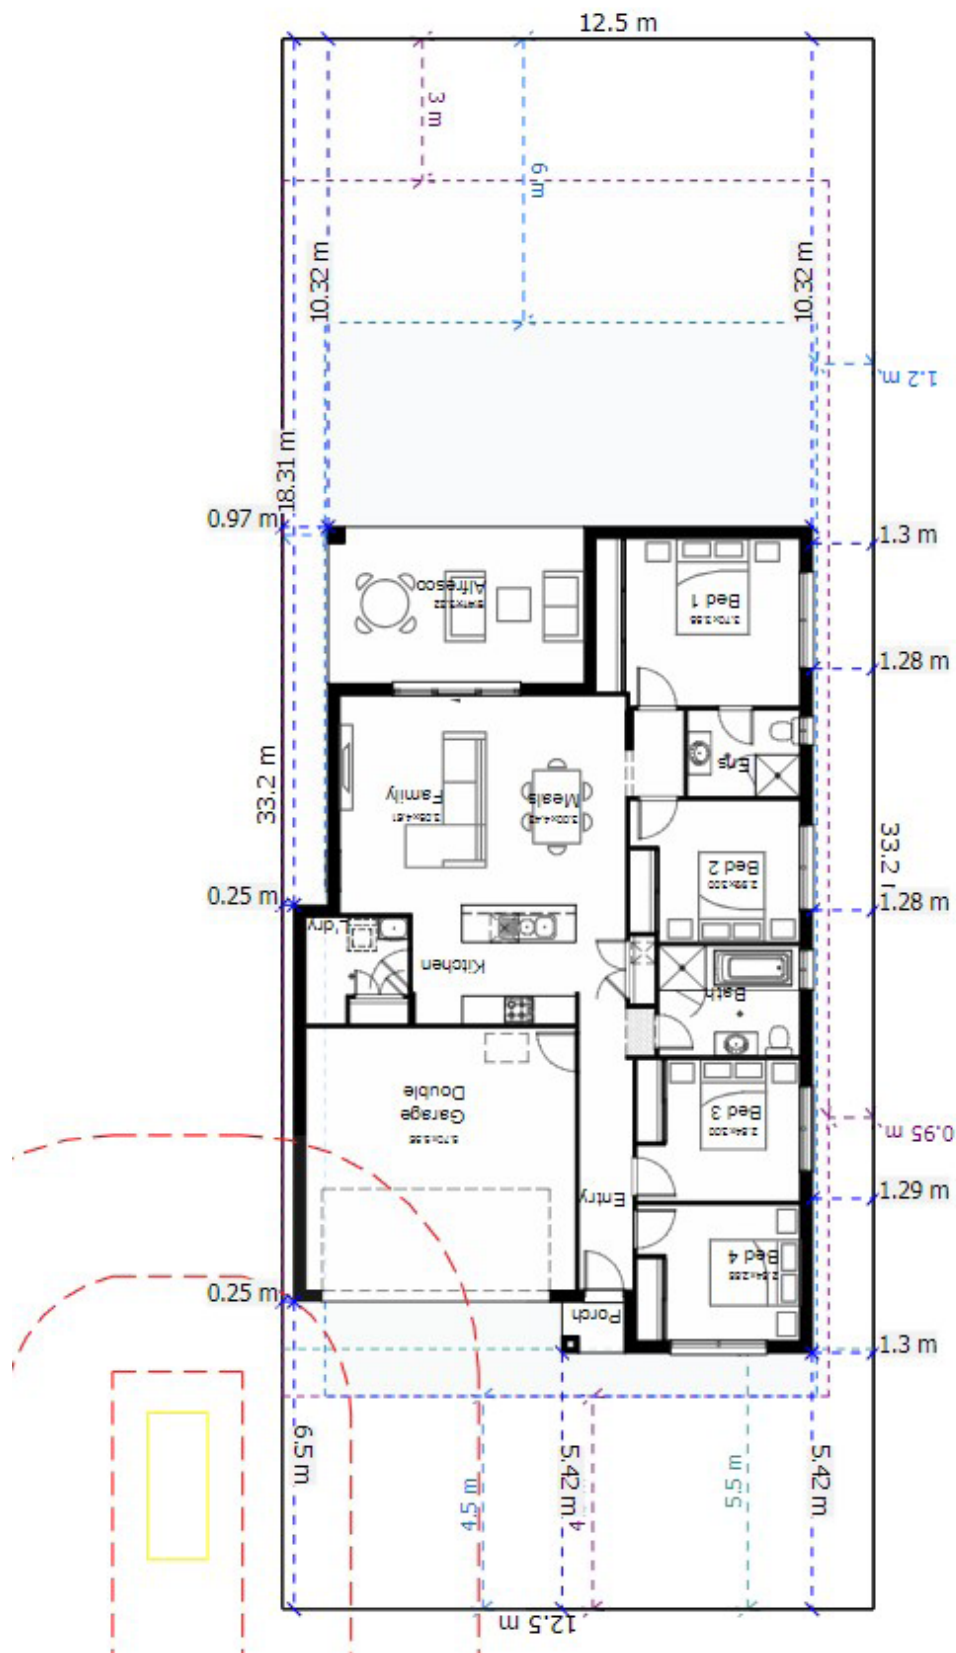 12.5 m
3 m
6 m
10.32 m
10.32 m
1.2 m
18.31 m
0.97 m
1.3 m
Alfresco
Bed 1
1.28 m
Ens
33.2 m
Family
Meals
33.2
Bed 2
0.25 m
1.28 m
L'dry
Kitchen
Bath
Double
Garage
Bed 3
0.95 m
Entry
1.29 m
Bed 4
0.25 m
Porch
1.3 m
6.5 m
4.5 m
5.42 m
4
5.5 m
5.42 m
12.5 m